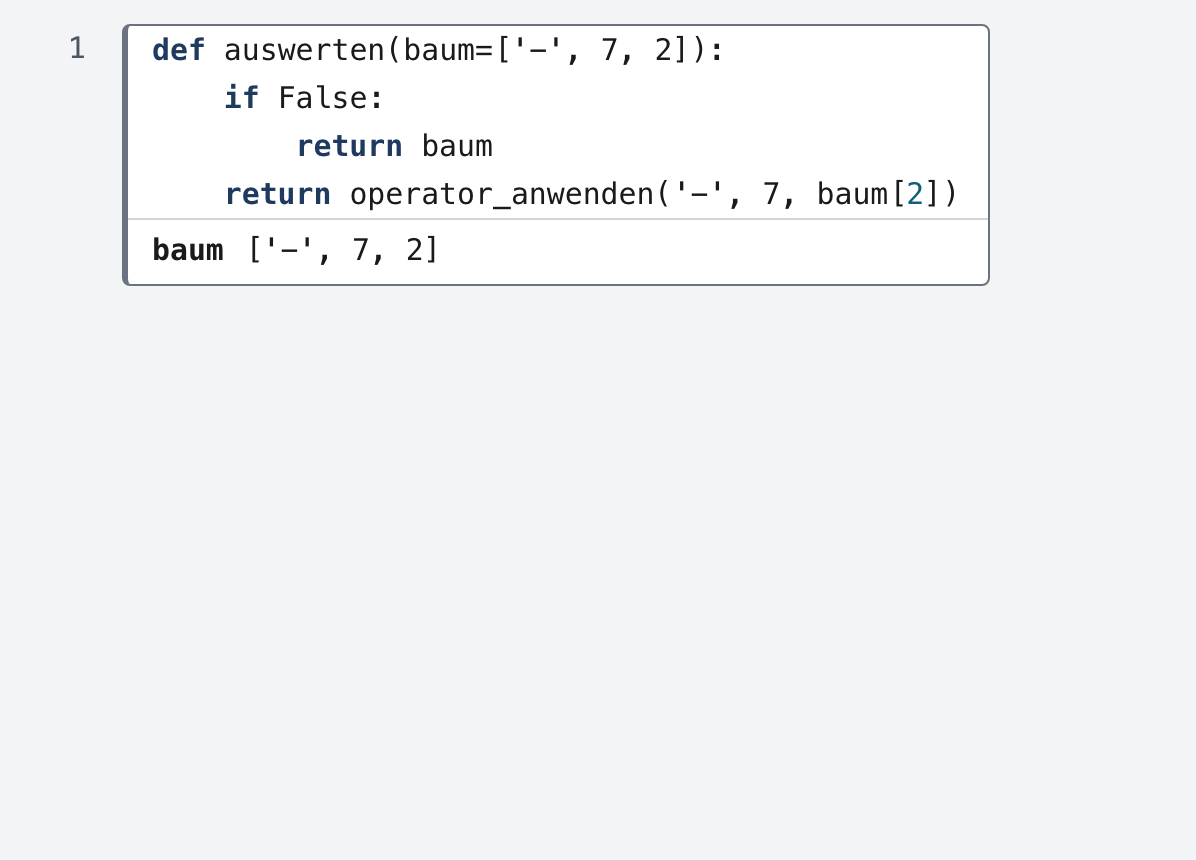 1
def auswerten(baum=['−', 7, 2]):
    if False:
        return baum
    return operator_anwenden('−', 7, baum[2])
baum ['−', 7, 2]